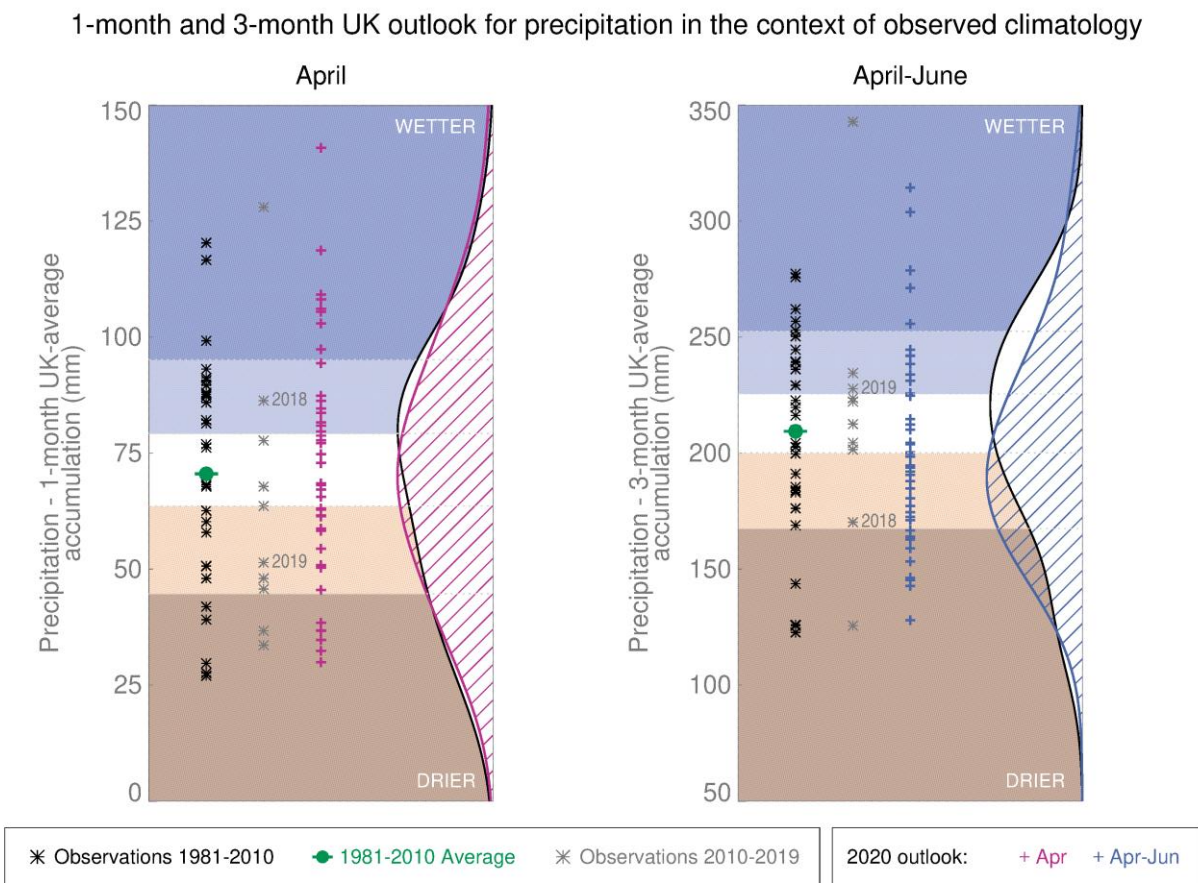 1-month and 3-month UK outlook for precipitation in the context of observed climatology
April
April-June
Precipitation - 1-month UK-average
accumulation (mm)
150
125
100
75
50
25
0
WETTER
2018
2019
DRIER
Precipitation - 3-month UK-average
accumulation (mm)
350
300
250
200
150
100
50
WETTER
2019
2018
DRIER
Observations 1981-2010
1981-2010 Average
Observations 2010-2019
2020 outlook:
+ Apr
+ Apr-Jun